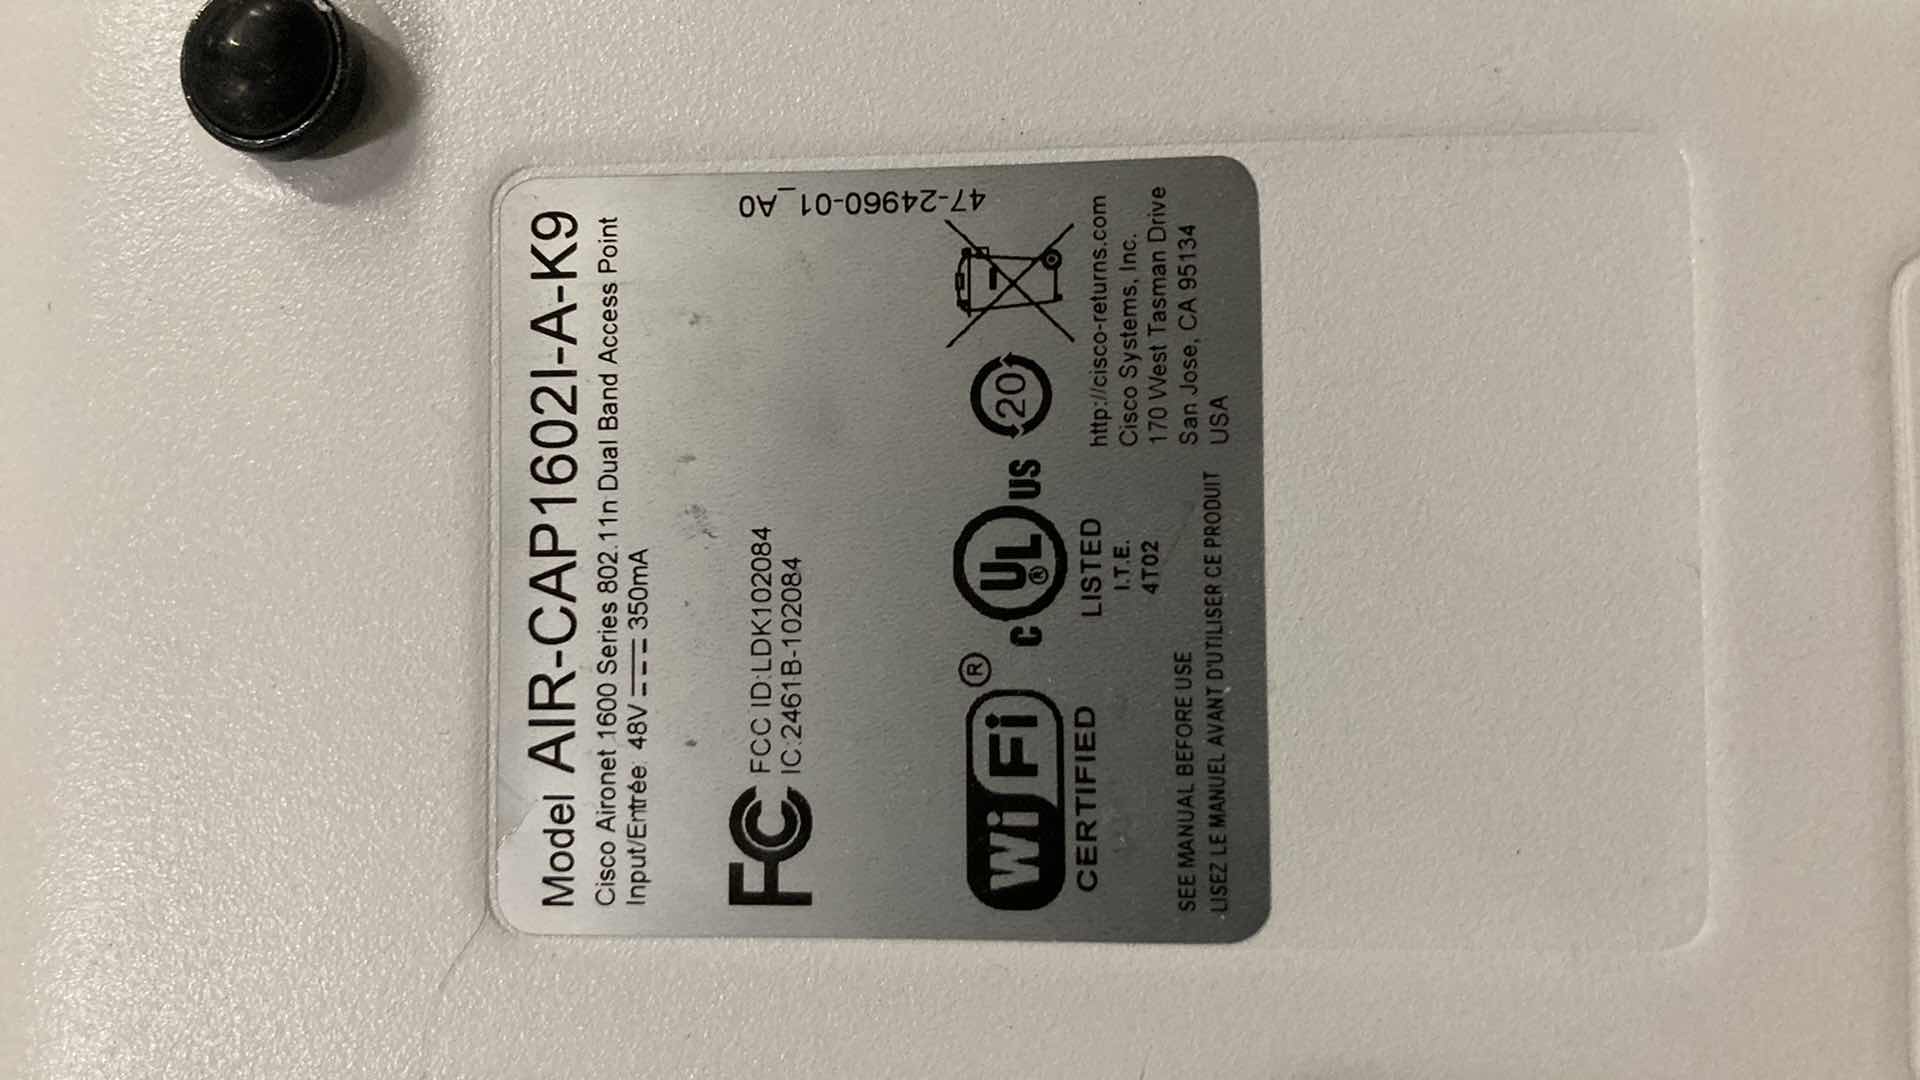 Model AIR-CAP1602I-A-K9
Cisco Aironet 1600 Series 802.11n Dual Band Access Point
Input/Entrée: 48V 350mA
FC FCC ID:LDK102084
IC:2461B-102084
47-24960-01_A0
Wi Fi ®
CERTIFIED
c UL ® US
LISTED
I.T.E.
4T02
20
http://cisco-returns.com
Cisco Systems, Inc.
170 West Tasman Drive
San Jose, CA 95134
USA
SEE MANUAL BEFORE USE
LISEZ LE MANUEL AVANT D'UTILISER CE PRODUIT